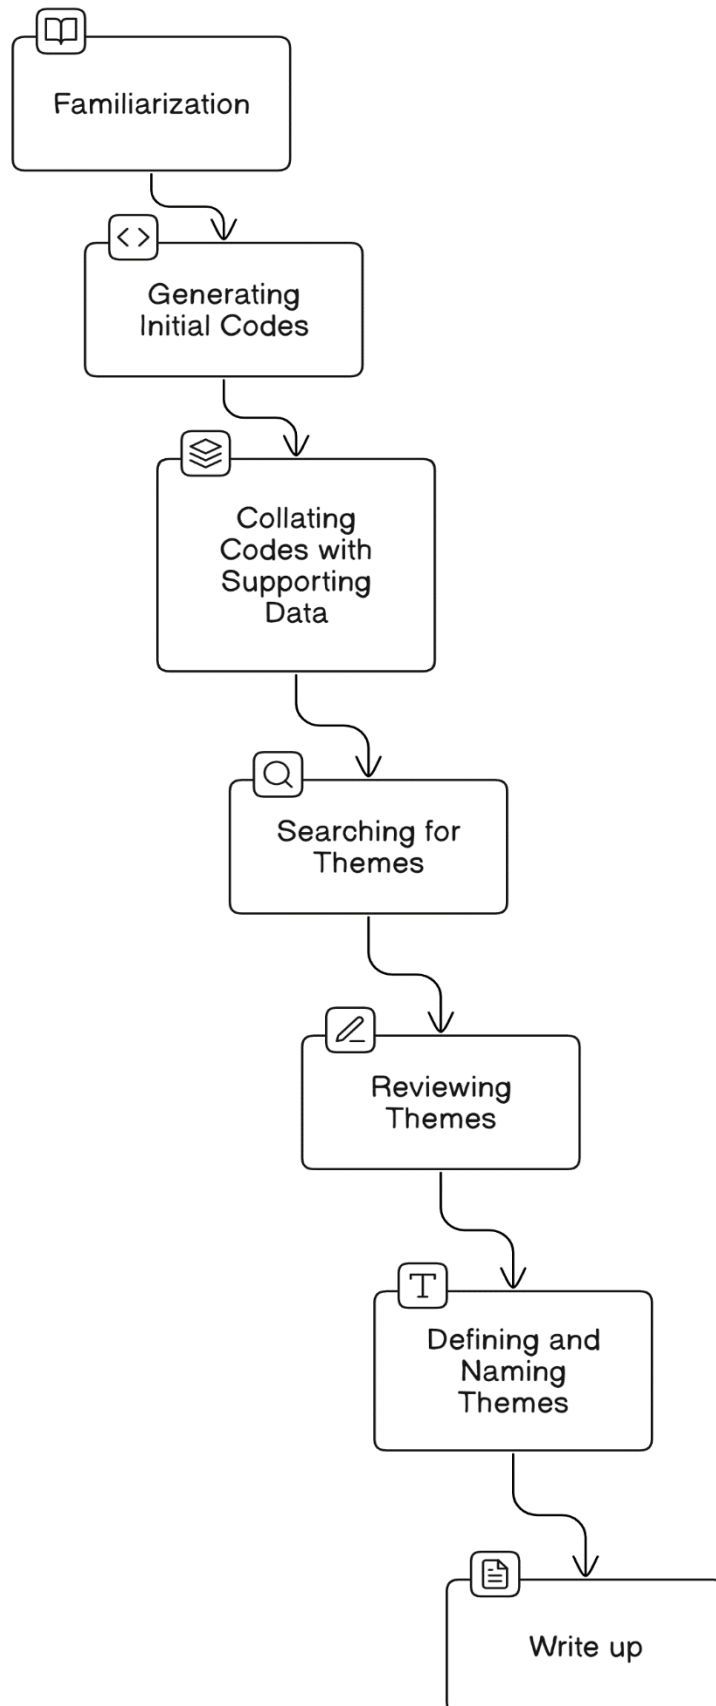 Familiarization
Generating
Initial Codes
Collating
Codes with
Supporting
Data
Searching for
Themes
Reviewing
Themes
T
Defining and
Naming
Themes
Write up